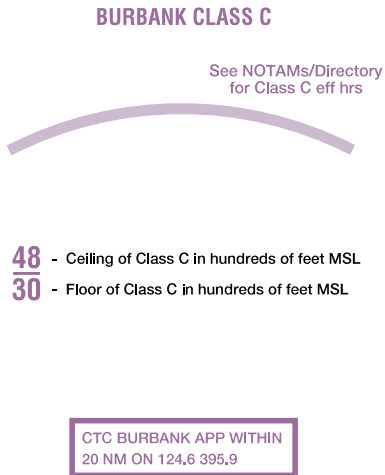 BURBANK CLASS C
See NOTAMs/Directory
for Class C eff hrs
48 - Ceiling of Class C in hundreds of feet MSL
30 - Floor of Class C in hundreds of feet MSL
CTC BURBANK APP WITHIN
20 NM ON 124.6 395.9